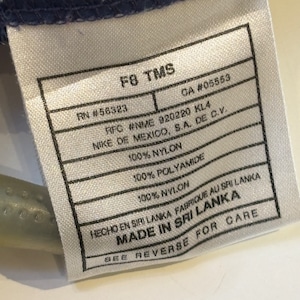 F8 TMS
RN #56323 CA #05553
RFC #NME 920220 KL4
NIKE DE MEXICO, S.A. DE C.V.
100% NYLON
100% POLYAMIDE
100% NYLON
HECHO EN SRI LANKA FABRIQUE AU SRI LANKA
MADE IN SRI LANKA
SEE REVERSE FOR CARE